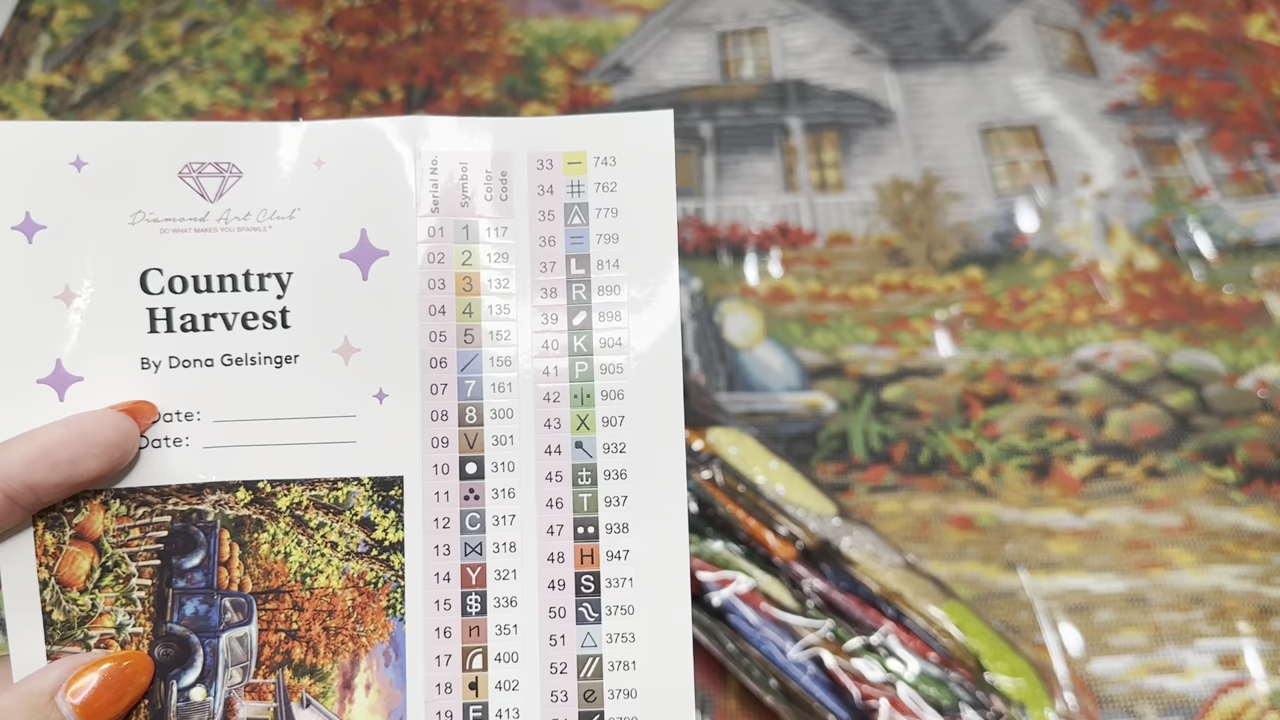 Diamond Art Club®
DO WHAT MAKES YOU SPARKLE®
Country
Harvest
By Dona Gelsinger
Date:
Date:
Serial No. Symbol Color Code
01 1 117
02 2 129
03 3 132
04 4 135
05 5 152
06 / 156
07 7 161
08 8 300
09 V 301
10 ● 310
11 ∴ 316
12 C 317
13 ⋈ 318
14 Y 321
15 $ 336
16 n 351
17 400
18 402
19 413
33 − 743
34 # 762
35 779
36 = 799
37 L 814
38 R 890
39 898
40 K 904
41 P 905
42 ·|· 906
43 X 907
44 932
45 ⚓ 936
46 T 937
47 •• 938
48 H 947
49 S 3371
50 3750
51 △ 3753
52 // 3781
53 e 3790